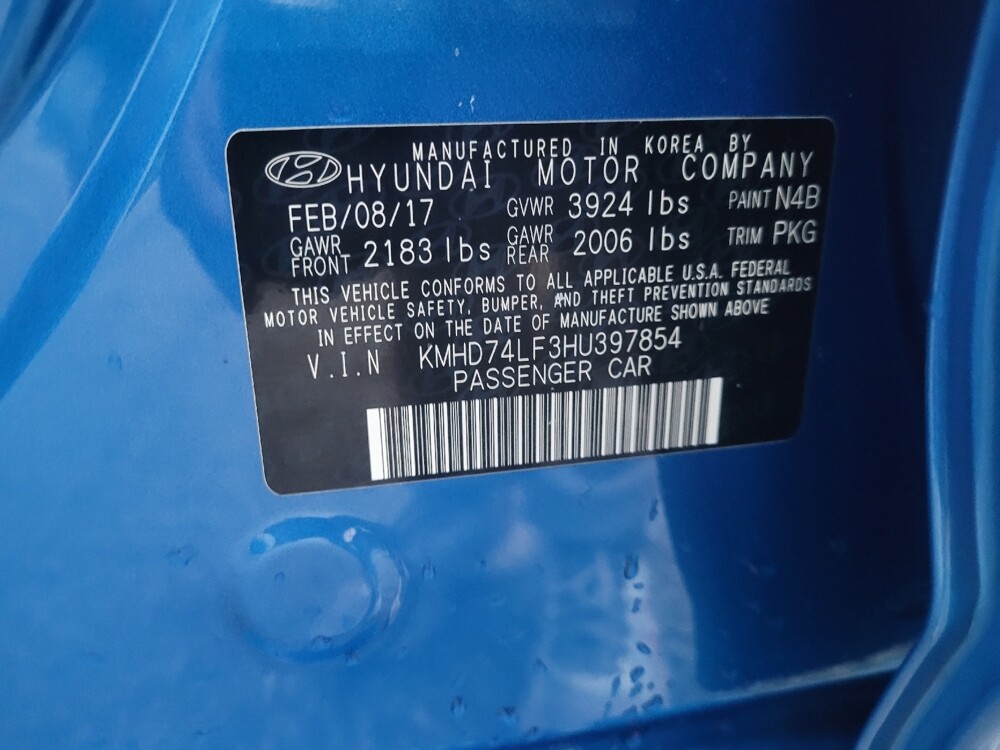 MANUFACTURED IN KOREA BY
HYUNDAI MOTOR COMPANY
FEB/08/17 GVWR 3924 lbs PAINT N4B
GAWR FRONT 2183 lbs GAWR REAR 2006 lbs TRIM PKG
THIS VEHICLE CONFORMS TO ALL APPLICABLE U.S.A. FEDERAL
MOTOR VEHICLE SAFETY, BUMPER, AND THEFT PREVENTION STANDARDS
IN EFFECT ON THE DATE OF MANUFACTURE SHOWN ABOVE
V.I.N KMHD74LF3HU397854
PASSENGER CAR